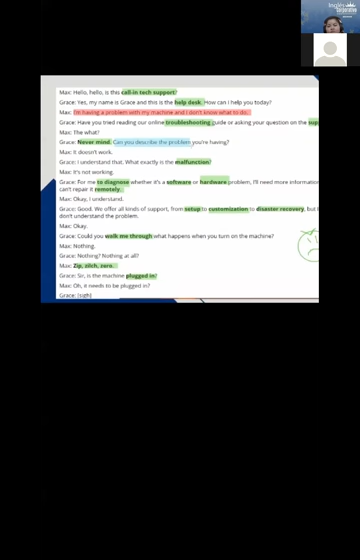 Inglés
corporativo
Max: Hello, hello, is this call-in tech support?
Grace: Yes, my name is Grace and this is the help desk. How can I help you today?
Max: I'm having a problem with my machine and I don't know what to do.
Grace: Have you tried reading our online troubleshooting guide or asking your question on the sup
Max: The what?
Grace: Never mind. Can you describe the problem you're having?
Max: It doesn't work.
Grace: I understand that. What exactly is the malfunction?
Max: It's not working.
Grace: For me to diagnose whether it's a software or hardware problem, I'll need more information
can't repair it remotely.
Max: Okay, I understand.
Grace: Good. We offer all kinds of support, from setup to customization to disaster recovery, but
don't understand the problem.
Max: Okay.
Grace: Could you walk me through what happens when you turn on the machine?
Max: Nothing.
Grace: Nothing? Nothing at all?
Max: Zip, zilch, zero.
Grace: Sir, is the machine plugged in?
Max: Oh, it needs to be plugged in?
Grace: [sigh]